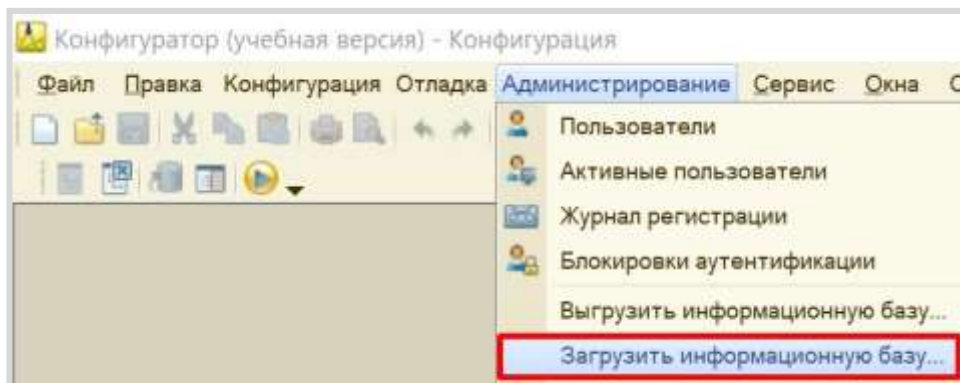 Конфигуратор (учебная версия) - Конфигурация
Файл Правка Конфигурация Отладка Администрирование Сервис Окна С
Пользователи
Активные пользователи
Журнал регистрации
Блокировки аутентификации
Выгрузить информационную базу...
Загрузить информационную базу...